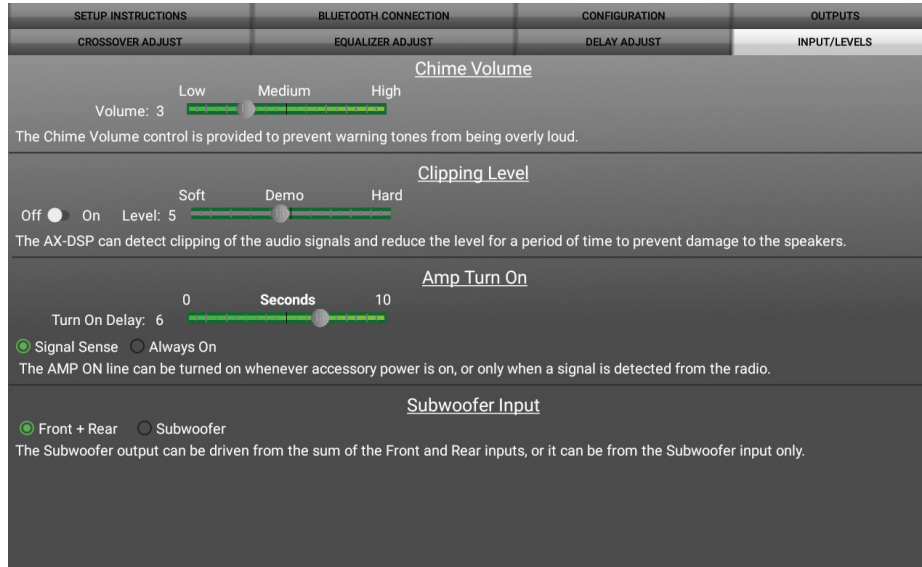 SETUP INSTRUCTIONS BLUETOOTH CONNECTION CONFIGURATION OUTPUTS
CROSSOVER ADJUST EQUALIZER ADJUST DELAY ADJUST INPUT/LEVELS
Chime Volume
Low Medium High
Volume: 3
The Chime Volume control is provided to prevent warning tones from being overly loud.
Clipping Level
Soft Demo Hard
Off On Level: 5
The AX-DSP can detect clipping of the audio signals and reduce the level for a period of time to prevent damage to the speakers.
Amp Turn On
0 Seconds 10
Turn On Delay: 6
Signal Sense Always On
The AMP ON line can be turned on whenever accessory power is on, or only when a signal is detected from the radio.
Subwoofer Input
Front + Rear Subwoofer
The Subwoofer output can be driven from the sum of the Front and Rear inputs, or it can be from the Subwoofer input only.